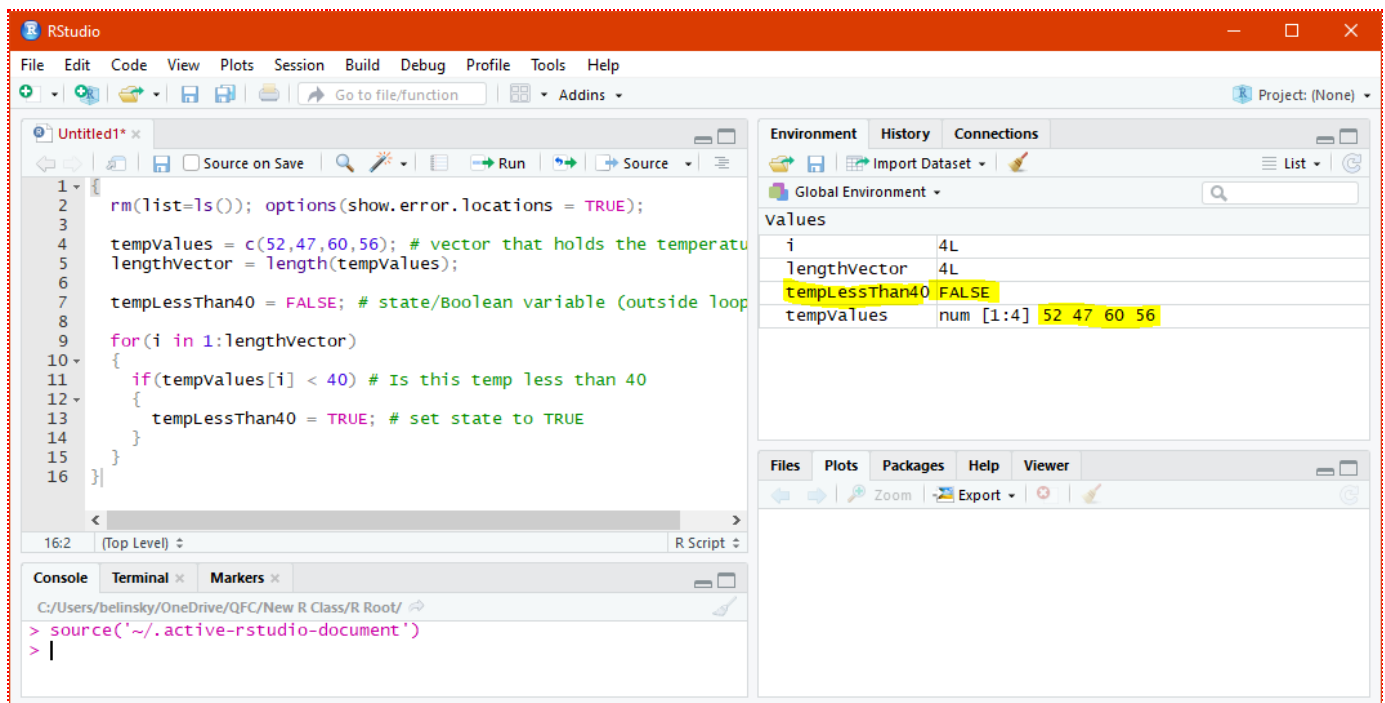 RStudio
File Edit Code View Plots Session Build Debug Profile Tools Help
Go to file/function Addins Project: (None)
Untitled1*
Source on Save Run Source
1 {
2 rm(list=ls()); options(show.error.locations = TRUE);
3
4 tempValues = c(52,47,60,56); # vector that holds the temperatu
5 lengthVector = length(tempValues);
6
7 tempLessThan40 = FALSE; # state/Boolean variable (outside loop
8
9 for(i in 1:lengthVector)
10 {
11 if(tempValues[i] < 40) # Is this temp less than 40
12 {
13 tempLessThan40 = TRUE; # set state to TRUE
14 }
15 }
16 }
16:2 (Top Level) R Script
Console Terminal Markers
C:/Users/belinsky/OneDrive/QFC/New R Class/R Root/
> source('~/.active-rstudio-document')
>
Environment History Connections
Import Dataset List
Global Environment
Values
i 4L
lengthVector 4L
tempLessThan40 FALSE
tempValues num [1:4] 52 47 60 56
Files Plots Packages Help Viewer
Zoom Export